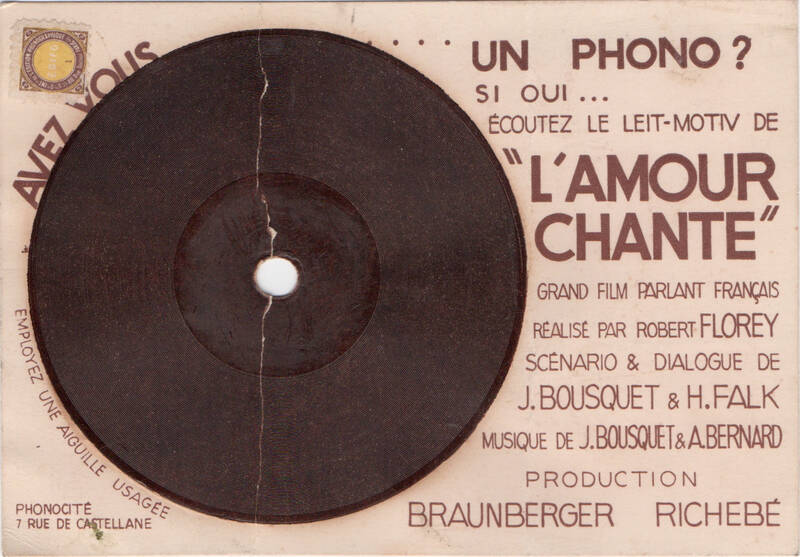 AVEZ VOUS .... UN PHONO ?
SI OUI...
ÉCOUTEZ LE LEIT-MOTIV DE
"L'AMOUR
CHANTE"
GRAND FILM PARLANT FRANÇAIS
RÉALISÉ PAR ROBERT FLOREY
SCÉNARIO & DIALOGUE DE
J. BOUSQUET & H. FALK
MUSIQUE DE J. BOUSQUET & A. BERNARD
PRODUCTION
BRAUNBERGER RICHEBÉ
EMPLOYEZ UNE AIGUILLE USAGÉE
PHONOCITÉ
7 RUE DE CASTELLANE